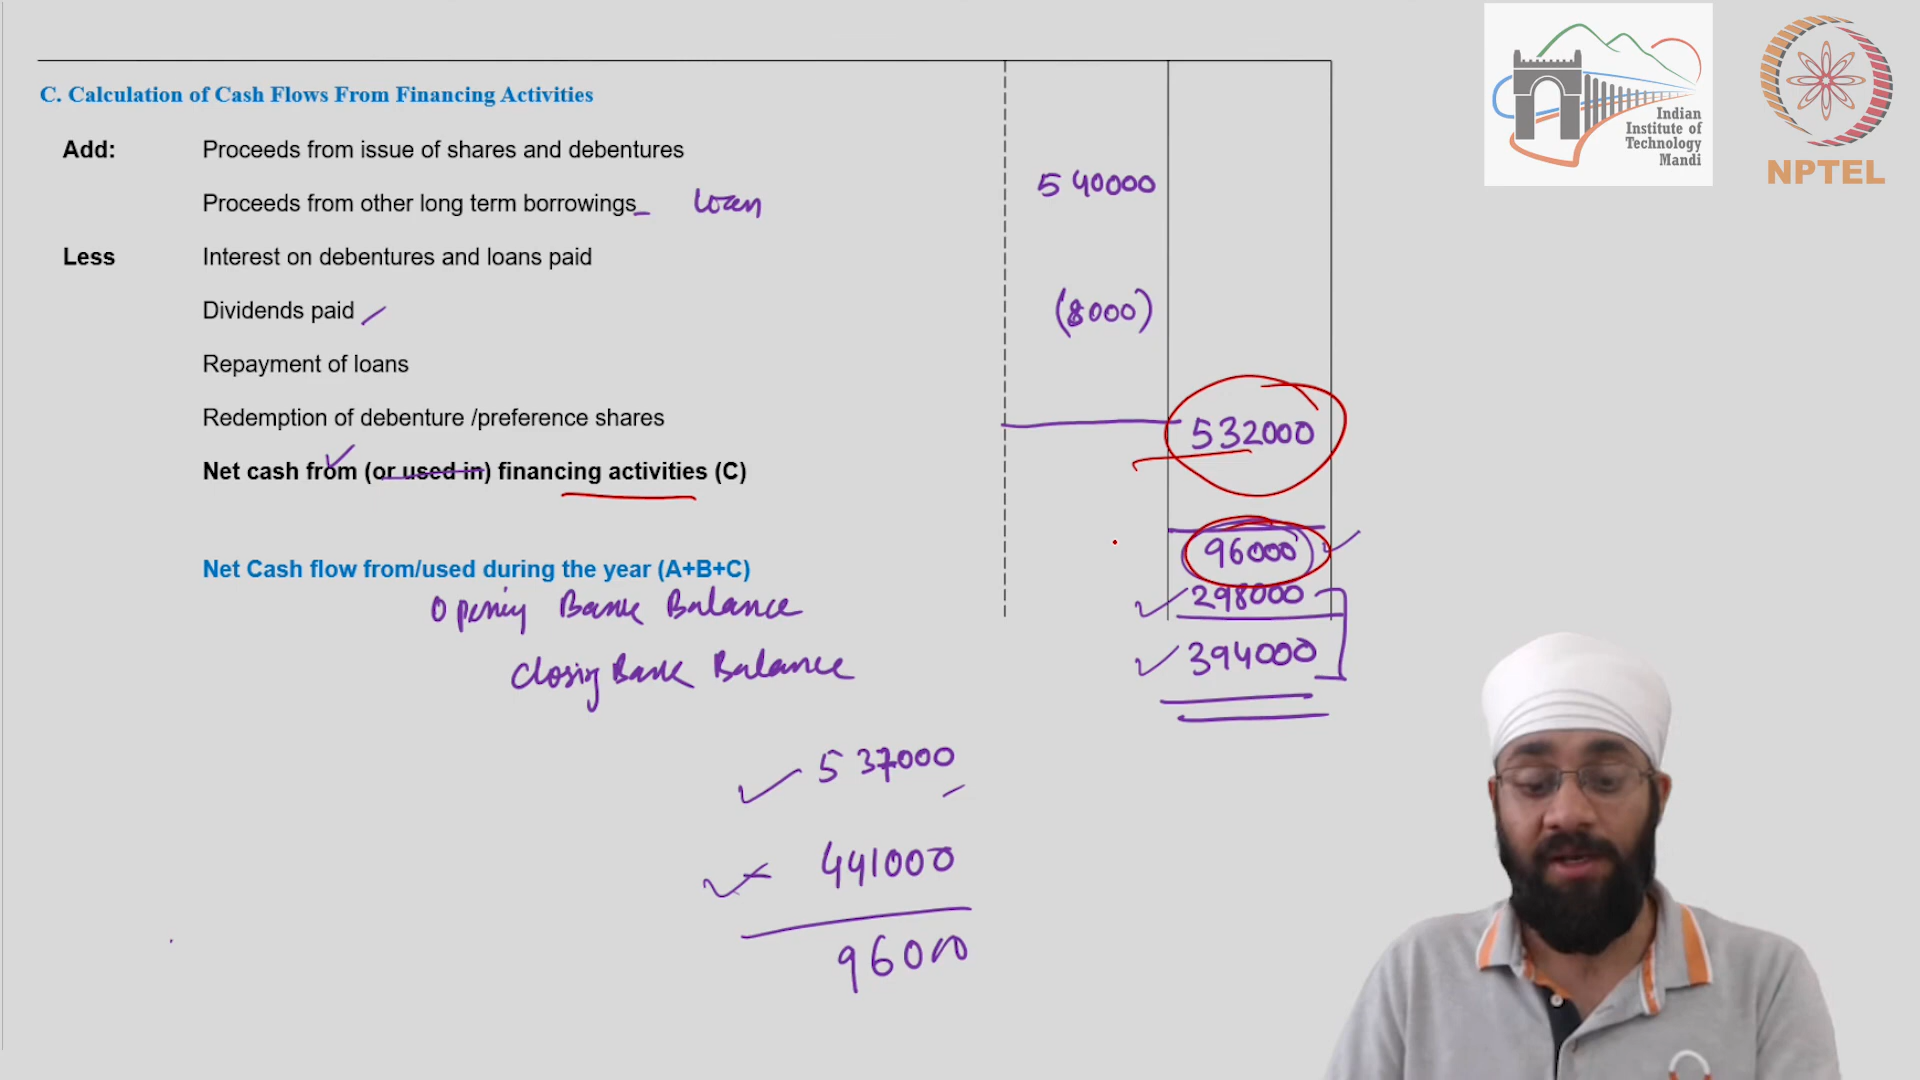 C. Calculation of Cash Flows From Financing Activities
Add: Proceeds from issue of shares and debentures
540000
Proceeds from other long term borrowings_ loan
Less Interest on debentures and loans paid
Dividends paid (8000)
Repayment of loans
Redemption of debenture /preference shares
532000
Net cash from (or used in) financing activities (C)
96000
Net Cash flow from/used during the year (A+B+C)
Opening Bank Balance 298000
Closing Bank Balance 394000
537000
441000
96000
Indian
Institute of
Technology
Mandi
NPTEL